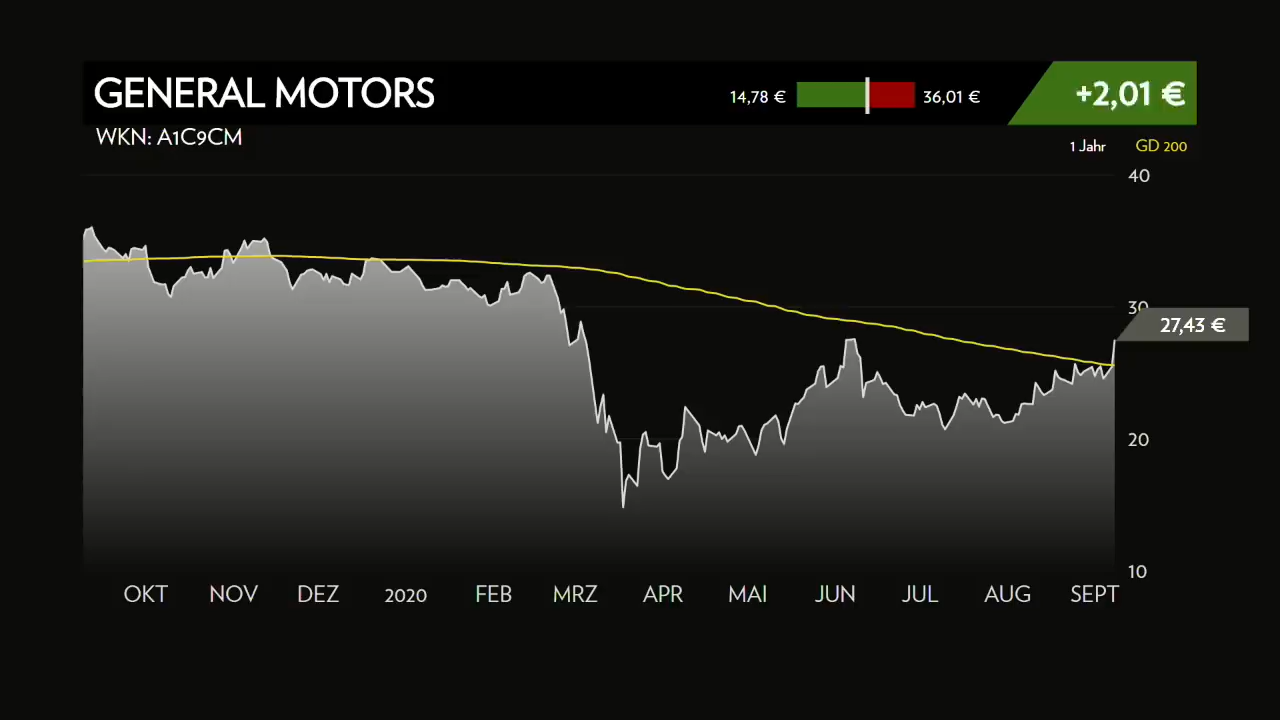 GENERAL MOTORS
14,78 € 36,01 €
+2,01 €
WKN: A1C9CM
1 Jahr GD 200
40
30
27,43 €
20
10
OKT NOV DEZ 2020 FEB MRZ APR MAI JUN JUL AUG SEPT